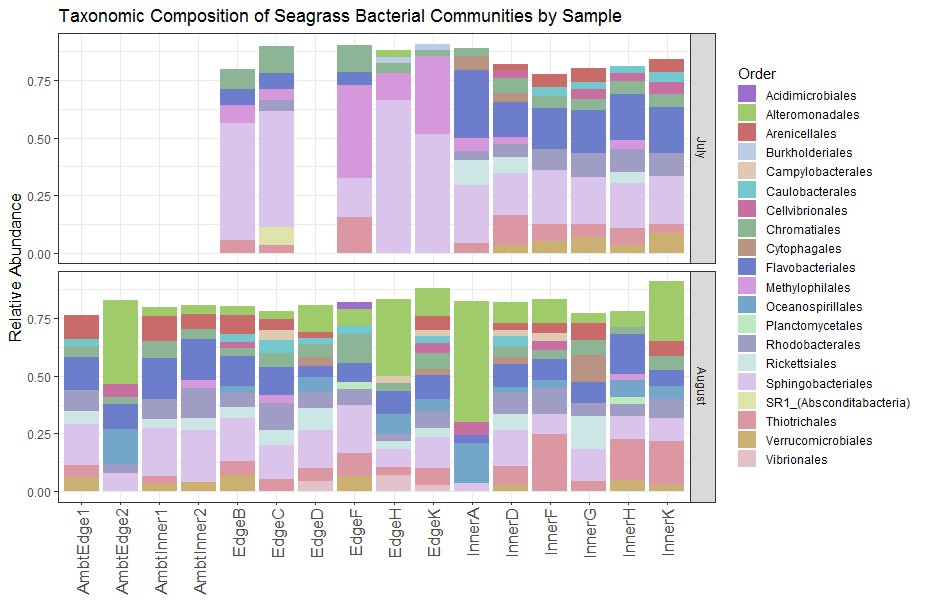 Taxonomic Composition of Seagrass Bacterial Communities by Sample
Relative Abundance
0.75
0.50
0.25
0.00
July
0.75
0.50
0.25
0.00
August
AmbtEdge1
AmbtEdge2
AmbtInner1
AmbtInner2
EdgeB
EdgeC
EdgeD
EdgeF
EdgeH
EdgeK
InnerA
InnerD
InnerF
InnerG
InnerH
InnerK
Order
Acidimicrobiales
Alteromonadales
Arenicellales
Burkholderiales
Campylobacterales
Caulobacterales
Cellvibrionales
Chromatiales
Cytophagales
Flavobacteriales
Methylophilales
Oceanospirillales
Planctomycetales
Rhodobacterales
Rickettsiales
Sphingobacteriales
SR1_(Absconditabacteria)
Thiotrichales
Verrucomicrobiales
Vibrionales